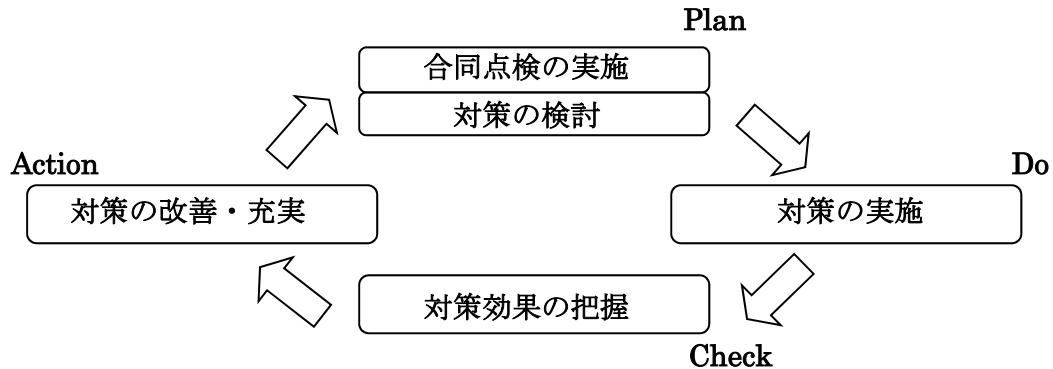 Plan
合同点検の実施
対策の検討
Action
Do
対策の改善・充実
対策の実施
対策効果の把握
Check